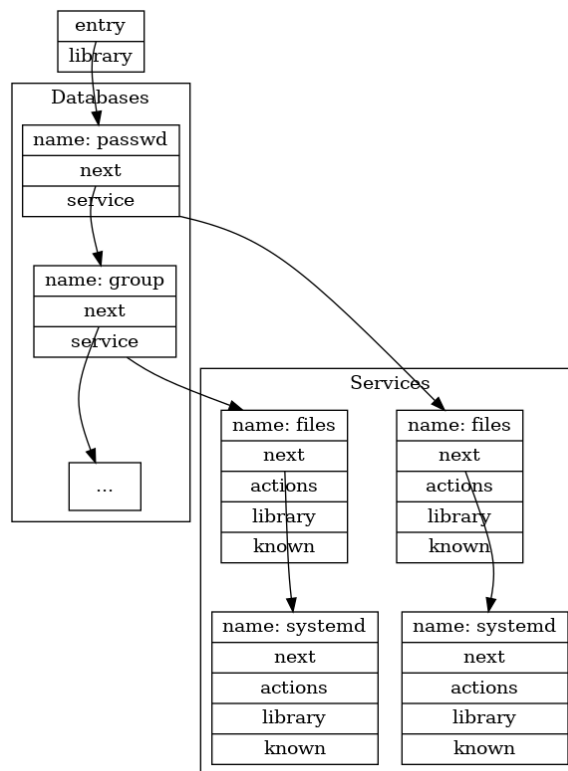 entry
library
Databases
name: passwd
next
service
name: group
next
service
...
Services
name: files
next
actions
library
known
name: files
next
actions
library
known
name: systemd
next
actions
library
known
name: systemd
next
actions
library
known